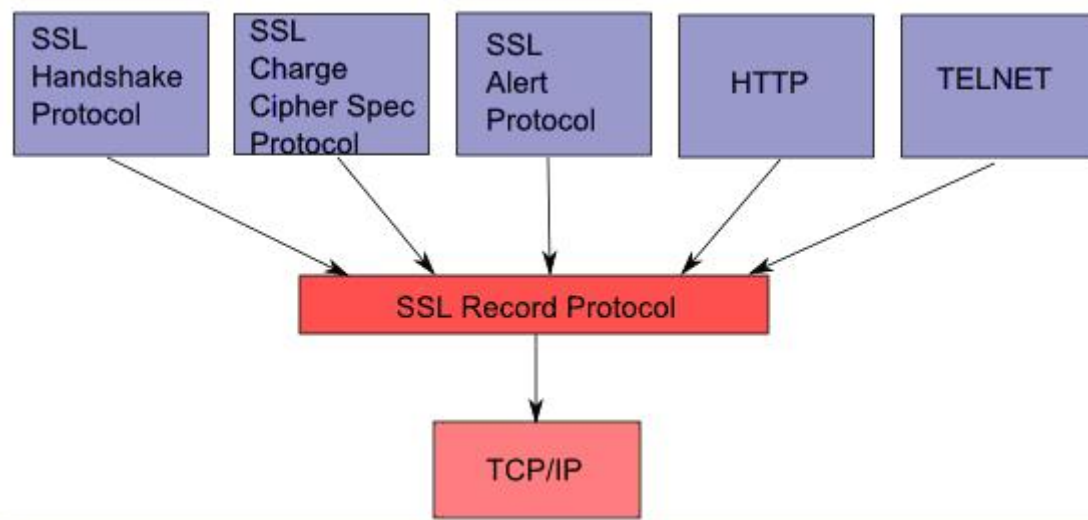 SSL
Handshake
Protocol
SSL
Charge
Cipher Spec
Protocol
SSL
Alert
Protocol
HTTP
TELNET
SSL Record Protocol
TCP/IP